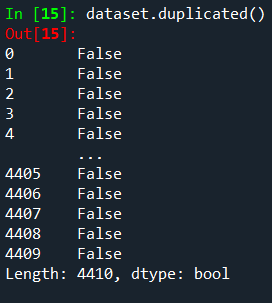 In [15]: dataset.duplicated()
Out[15]:
0       False
1       False
2       False
3       False
4       False
        ...
4405    False
4406    False
4407    False
4408    False
4409    False
Length: 4410, dtype: bool